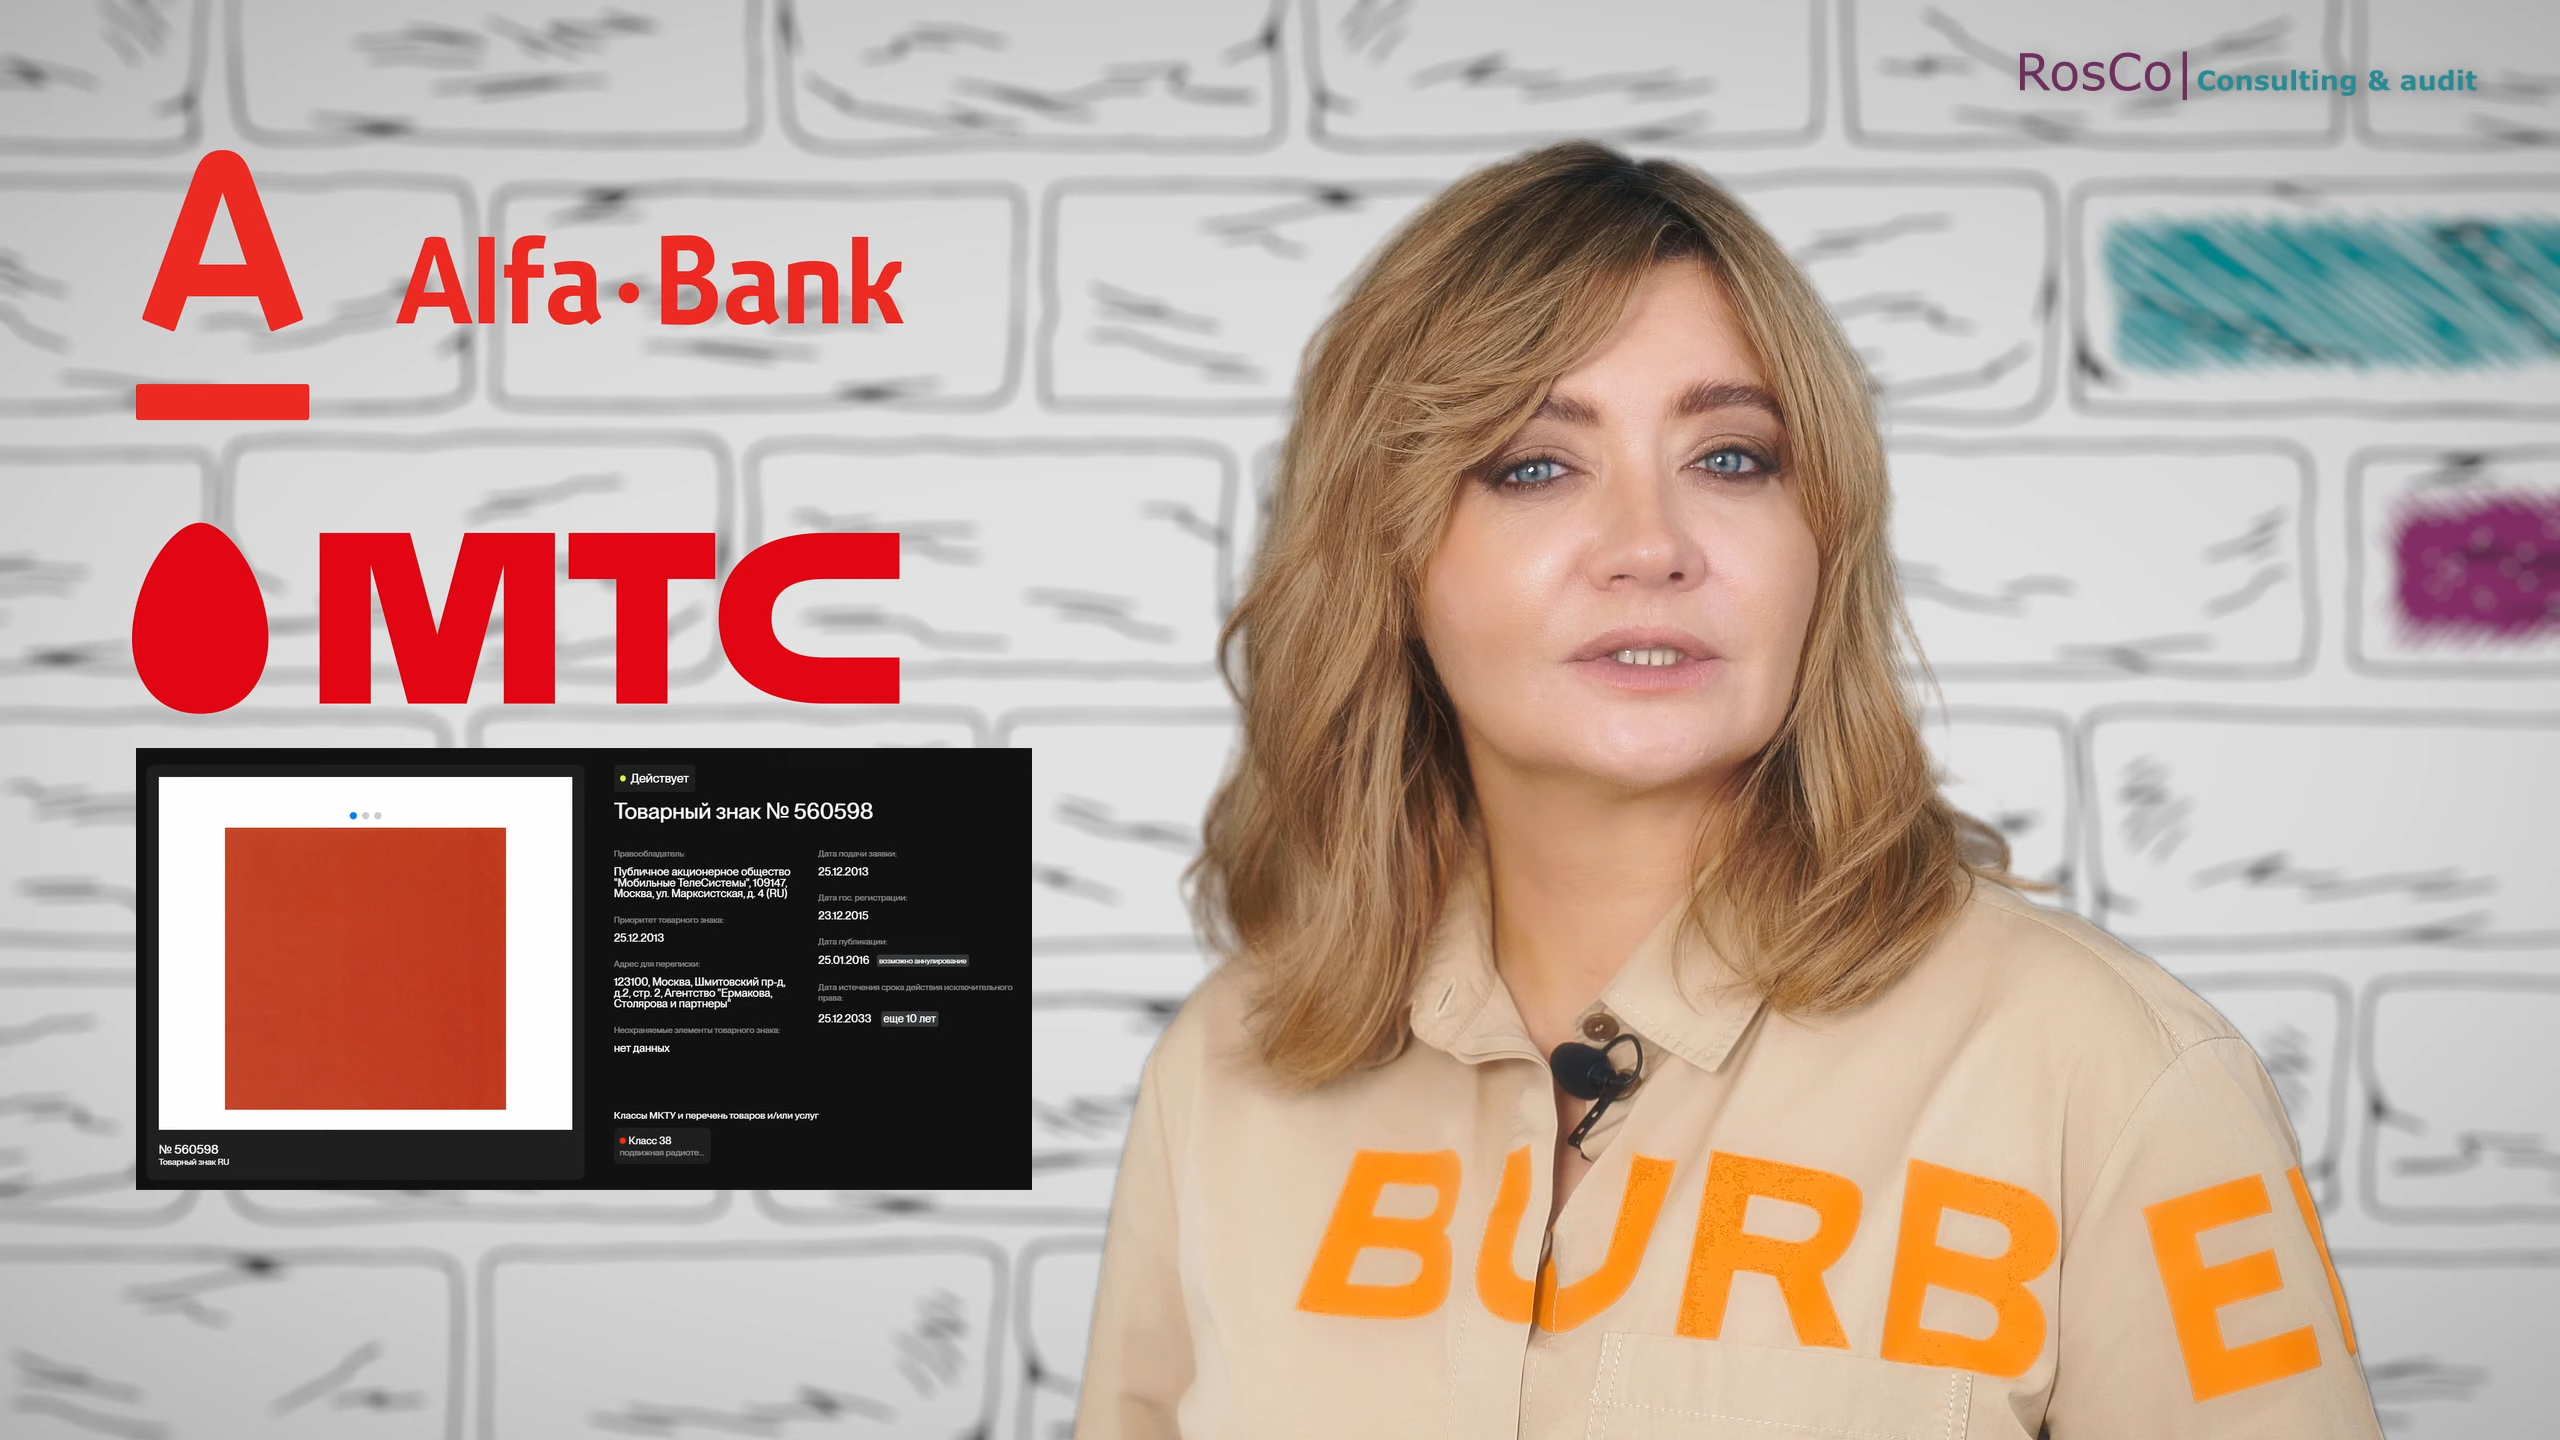 RosCo|Consulting & audit
Alfa·Bank
МТС
Действует
Товарный знак № 560598
Правообладатель:
Публичное акционерное общество
"Мобильные ТелеСистемы", 109147,
Москва, ул. Марксистская, д. 4 (RU)
Приоритет товарного знака:
25.12.2013
Адрес для переписки:
123100, Москва, Шмитовский пр-д,
д.2, стр. 2, Агентство "Ермакова,
Столярова и партнеры"
Неохраняемые элементы товарного знака:
нет данных
Дата подачи заявки:
25.12.2013
Дата гос. регистрации:
23.12.2015
Дата публикации:
25.01.2016 возможно аннулирование
Дата истечения срока действия исключительного
права:
25.12.2033 еще 10 лет
Классы МКТУ и перечень товаров и/или услуг
Класс 38
подвижная радиоте...
№ 560598
Товарный знак RU
BURBE